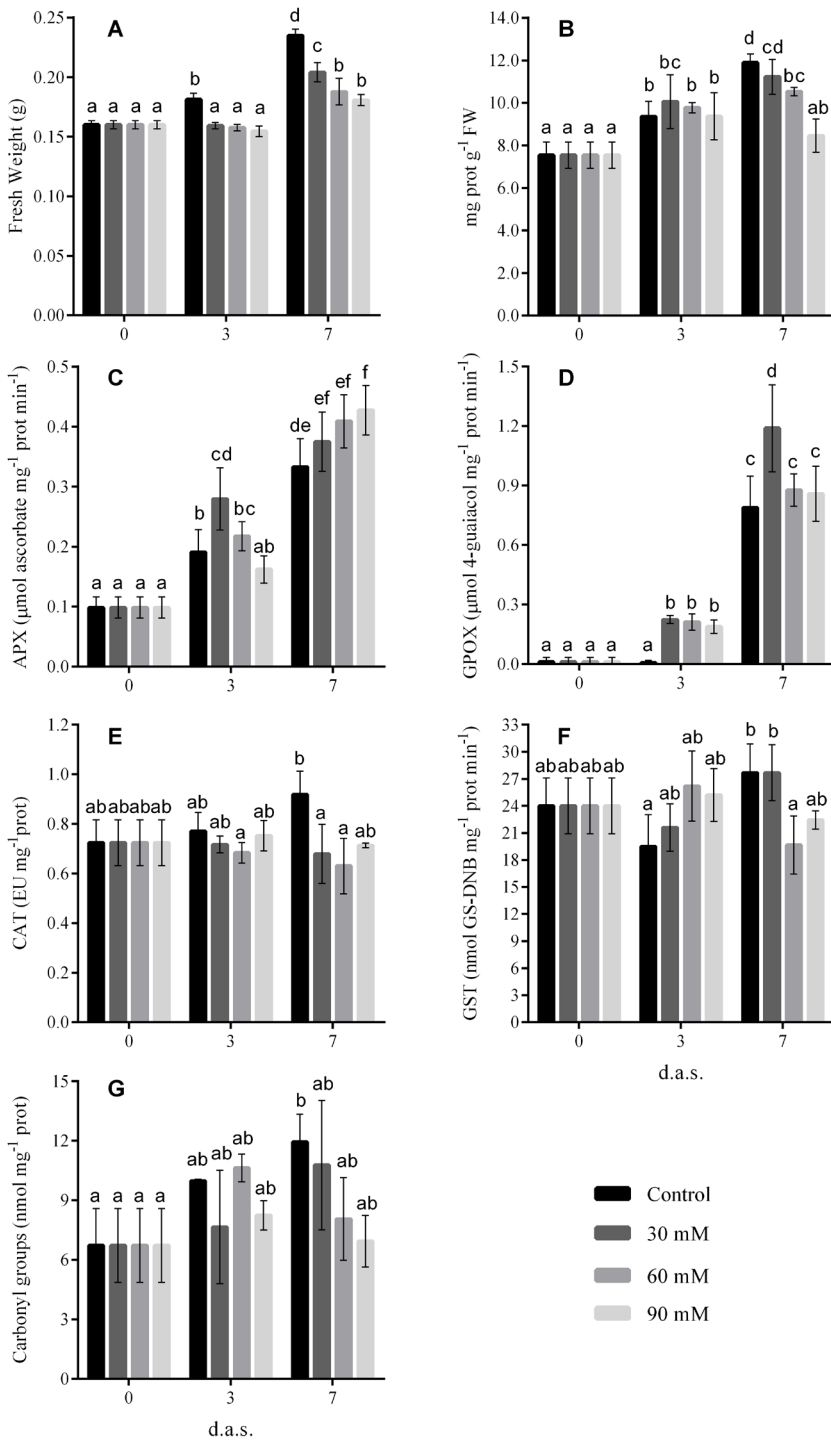 A
Fresh Weight (g)
0.25
0.20
0.15
0.10
0.05
0.00
a a a a
b a a a
d c b b
0 3 7
B
mg prot g-1 FW
14.0
12.0
10.0
8.0
6.0
4.0
2.0
0.0
a a a a
b bc b b
d cd bc ab
0 3 7
C
APX (μmol ascorbate mg-1 prot min-1)
0.5
0.4
0.3
0.2
0.1
0.0
a a a a
b cd bc ab
de ef ef f
0 3 7
D
GPOX (μmol 4-guaiacol mg-1 prot min-1)
1.5
1.2
0.9
0.6
0.3
0.0
a a a a
a b b b
c d c c
0 3 7
E
CAT (EU mg-1prot)
1.2
1.0
0.8
0.6
0.4
0.2
0.0
ab ab ab ab
ab ab a ab
b a a ab
0 3 7
F
GST (nmol GS-DNB mg-1 prot min-1)
33
30
27
24
21
18
15
12
9
6
3
0
ab ab ab ab
a ab ab ab
b b a ab
0 3 7
d.a.s.
G
Carbonyl groups (nmol mg-1 prot)
15
12
9
6
3
0
a a a a
ab ab ab ab
b ab ab ab
0 3 7
d.a.s.
Control
30 mM
60 mM
90 mM